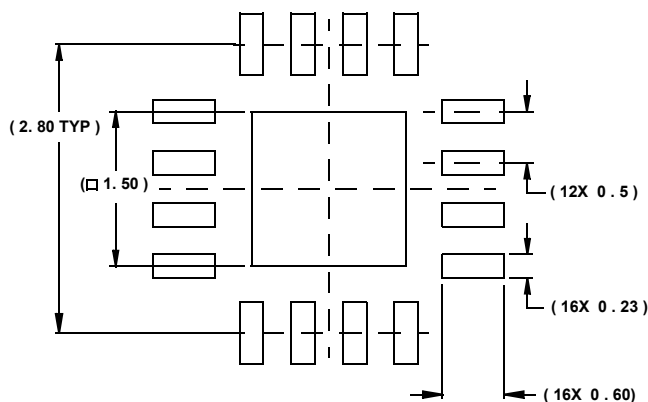 ( 2. 80 TYP )
(□ 1. 50 )
( 12X 0 . 5 )
( 16X 0 . 23 )
( 16X 0 . 60)